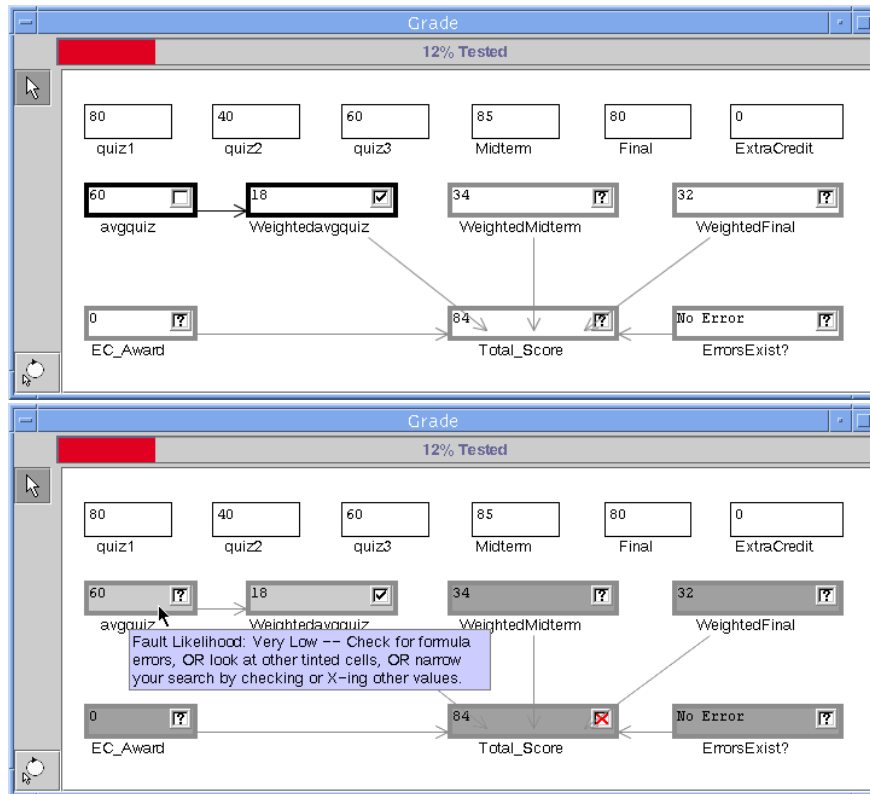 Grade
12% Tested
80 40 60 85 80 0
quiz1 quiz2 quiz3 Midterm Final ExtraCredit
60 18 34 ? 32 ?
avgquiz Weightedavgquiz WeightedMidterm WeightedFinal
0 ? 84 ? No Error ?
EC_Award Total_Score ErrorsExist?
Grade
12% Tested
80 40 60 85 80 0
quiz1 quiz2 quiz3 Midterm Final ExtraCredit
60 ? 18 34 ? 32 ?
avgquiz Weightedavgquiz WeightedMidterm WeightedFinal
Fault Likelihood: Very Low -- Check for formula
errors, OR look at other tinted cells, OR narrow
your search by checking or X-ing other values.
0 ? 84 No Error ?
EC_Award Total_Score ErrorsExist?